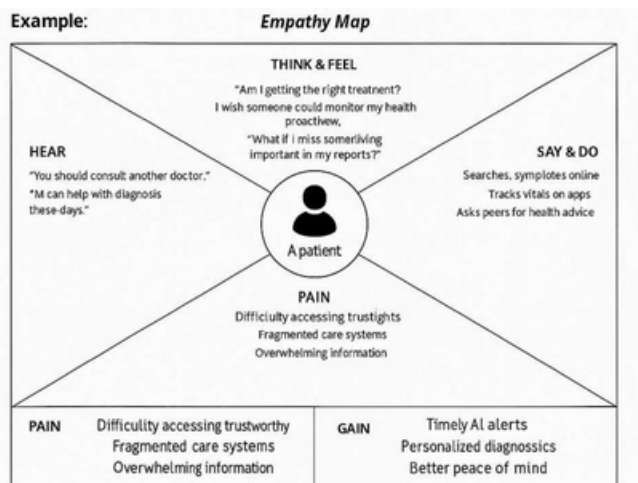 Example:
Empathy Map
THINK & FEEL
"Am I getting the right treatment?
I wish someone could monitor my health
proactivew,
"What if I miss somerliving
important in my reports?"
HEAR
"You should consult another doctor."
"M can help with diagnosis
these-days."
SAY & DO
Searches, symplotes online
Tracks vitals on apps
Asks peers for health advice
A patient
PAIN
Difficiulty accessing trustights
Fragmented care systems
Overwhelming information
PAIN
Difficulity accessing trustworthy
Fragmented care systems
Overwhelming information
GAIN
Timely AI alerts
Personalized diagnossics
Better peace of mind